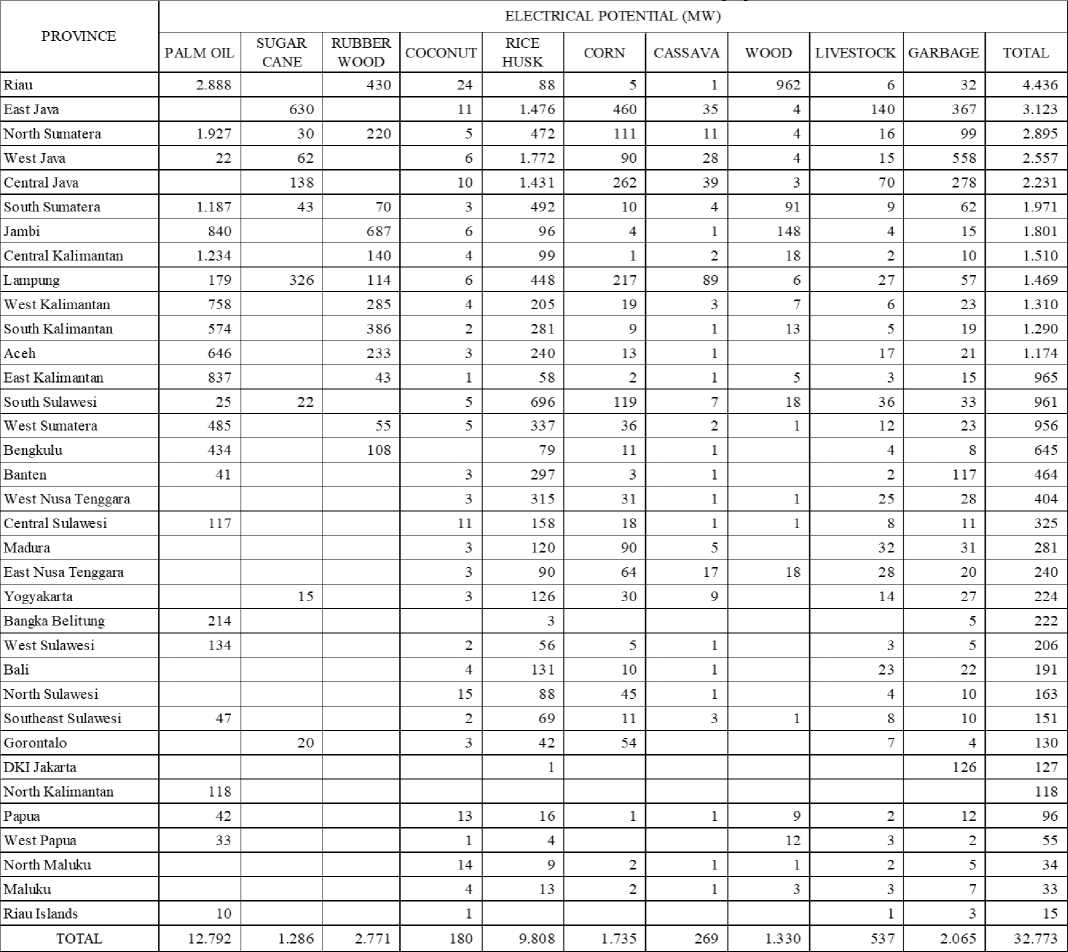 PROVINCE ELECTRICAL POTENTIAL (MW)
PALM OIL SUGAR CANE RUBBER WOOD COCONUT RICE HUSK CORN CASSAVA WOOD LIVESTOCK GARBAGE TOTAL
Riau 2.888 430 24 88 5 1 962 6 32 4.436
East Java 630 11 1.476 460 35 4 140 367 3.123
North Sumatera 1.927 30 220 5 472 111 11 4 16 99 2.895
West Java 22 62 6 1.772 90 28 4 15 558 2.557
Central Java 138 10 1.431 262 39 3 70 278 2.231
South Sumatera 1.187 43 70 3 492 10 4 91 9 62 1.971
Jambi 840 687 6 96 4 1 148 4 15 1.801
Central Kalimantan 1.234 140 4 99 1 2 18 2 10 1.510
Lampung 179 326 114 6 448 217 89 6 27 57 1.469
West Kalimantan 758 285 4 205 19 3 7 6 23 1.310
South Kalimantan 574 386 2 281 9 1 13 5 19 1.290
Aceh 646 233 3 240 13 1 17 21 1.174
East Kalimantan 837 43 1 58 2 1 5 3 15 965
South Sulawesi 25 22 5 696 119 7 18 36 33 961
West Sumatera 485 55 5 337 36 2 1 12 23 956
Bengkulu 434 108 79 11 1 4 8 645
Banten 41 3 297 3 1 2 117 464
West Nusa Tenggara 3 315 31 1 1 25 28 404
Central Sulawesi 117 11 158 18 1 1 8 11 325
Madura 3 120 90 5 32 31 281
East Nusa Tenggara 3 90 64 17 18 28 20 240
Yogyakarta 15 3 126 30 9 14 27 224
Bangka Belitung 214 3 5 222
West Sulawesi 134 2 56 5 1 3 5 206
Bali 4 131 10 1 23 22 191
North Sulawesi 15 88 45 1 4 10 163
Southeast Sulawesi 47 2 69 11 3 1 8 10 151
Gorontalo 20 3 42 54 7 4 130
DKI Jakarta 1 126 127
North Kalimantan 118 118
Papua 42 13 16 1 1 9 2 12 96
West Papua 33 1 4 12 3 2 55
North Maluku 14 9 2 1 1 2 5 34
Maluku 4 13 2 1 3 3 7 33
Riau Islands 10 1 1 3 15
TOTAL 12.792 1.286 2.771 180 9.808 1.735 269 1.330 537 2.065 32.773